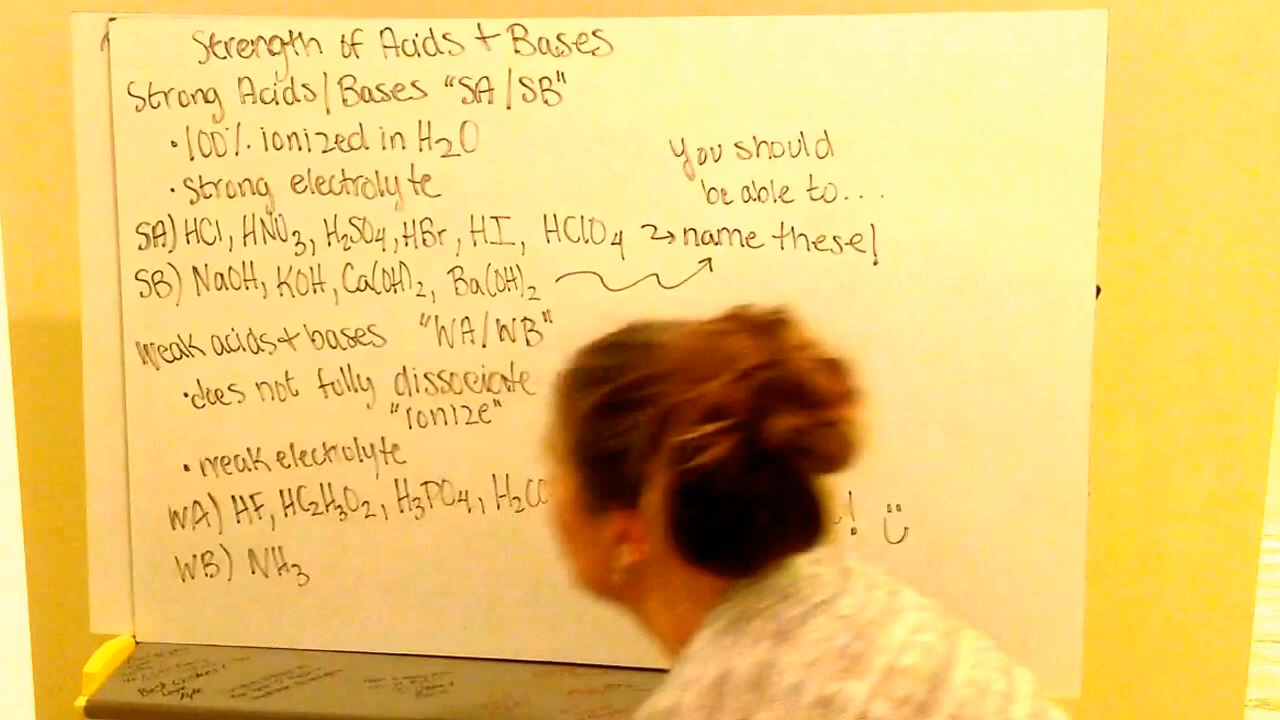 Strength of Acids + Bases
Strong Acids/Bases "SA/SB"
• 100% ionized in H2O
• strong electrolyte
You should
be able to....
SA) HCl, HNO3, H2SO4, HBr, HI, HClO4 → name these!
SB) NaOH, KOH, Ca(OH)2, Ba(OH)2
weak acids + bases "WA/WB"
• does not fully dissociate
"ionize"
• weak electrolyte
WA) HF, HC2H3O2, H3PO4, H2CO
WB) NH3